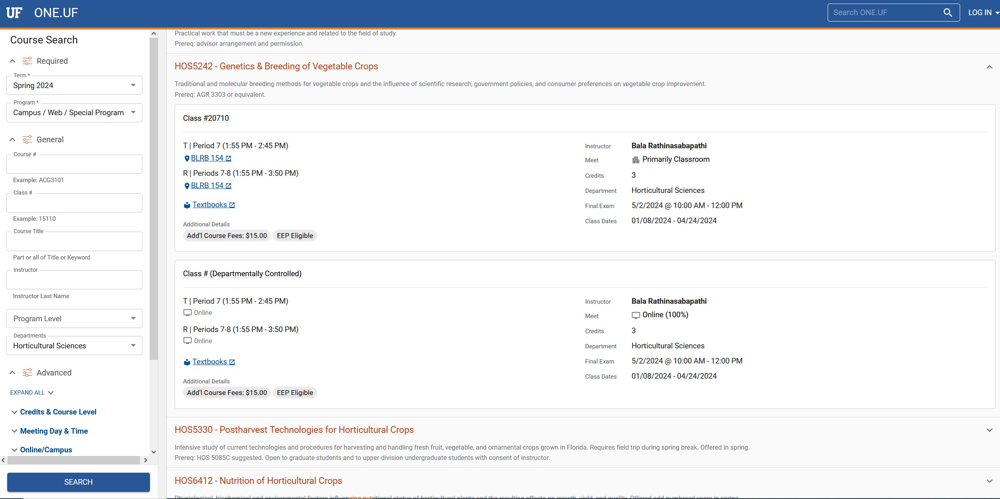 UF ONE.UF
Search ONE.UF
LOG IN
Course Search
Required
Term *
Spring 2024
Program *
Campus / Web / Special Program
General
Course #
Example: ACG3101
Class #
Example: 15110
Course Title
Part or all of Title or Keyword
Instructor
Instructor Last Name
Program Level
Departments
Horticultural Sciences
Advanced
EXPAND ALL
Credits & Course Level
Meeting Day & Time
Online/Campus
SEARCH
Practical work that must be a new experience and related to the field of study.
Prereq: advisor arrangement and permission.
HOS5242 - Genetics & Breeding of Vegetable Crops
Traditional and molecular breeding methods for vegetable crops and the influence of scientific research, government policies, and consumer preferences on vegetable crop improvement.
Prereq: AGR 3303 or equivalent.
Class #20710
T | Period 7 (1:55 PM - 2:45 PM)
BLRB 154
R | Periods 7-8 (1:55 PM - 3:50 PM)
BLRB 154
Textbooks
Additional Details
Add'l Course Fees: $15.00 EEP Eligible
Instructor Bala Rathinasabapathi
Meet Primarily Classroom
Credits 3
Department Horticultural Sciences
Final Exam 5/2/2024 @ 10:00 AM - 12:00 PM
Class Dates 01/08/2024 - 04/24/2024
Class # (Departmentally Controlled)
T | Period 7 (1:55 PM - 2:45 PM)
Online
R | Periods 7-8 (1:55 PM - 3:50 PM)
Online
Textbooks
Additional Details
Add'l Course Fees: $15.00 EEP Eligible
Instructor Bala Rathinasabapathi
Meet Online (100%)
Credits 3
Department Horticultural Sciences
Final Exam 5/2/2024 @ 10:00 AM - 12:00 PM
Class Dates 01/08/2024 - 04/24/2024
HOS5330 - Postharvest Technologies for Horticultural Crops
Intensive study of current technologies and procedures for harvesting and handling fresh fruit, vegetable, and ornamental crops grown in Florida. Requires field trip during spring break. Offered in spring.
Prereq: HOS 5085C suggested. Open to graduate students and to upper-division undergraduate students with consent of instructor.
HOS6412 - Nutrition of Horticultural Crops
Physiological, biochemical and environmental factors influencing nutritional status of horticultural plants and the resulting effects on growth, yield, and quality. Offered odd numbered years in spring.